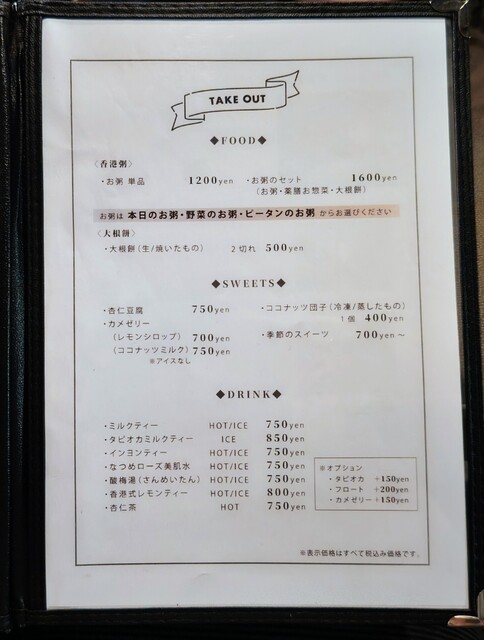 TAKE OUT
◆FOOD◆
〈香港粥〉
・お粥 単品 1200yen ・お粥のセット 1600yen
(お粥・薬膳お惣菜・大根餅)
お粥は 本日のお粥・野菜のお粥・ピータンのお粥 からお選びください
〈大根餅〉
・大根餅(生/焼いたもの) 2切れ 500yen
◆SWEETS◆
・杏仁豆腐 750yen ・ココナッツ団子(冷凍/蒸したもの)
1個 400yen
・カメゼリー
(レモンシロップ) 700yen ・季節のスイーツ 700yen〜
(ココナッツミルク) 750yen
※アイスなし
◆DRINK◆
・ミルクティー HOT/ICE 750yen
・タピオカミルクティー ICE 850yen
・インヨンティー HOT/ICE 750yen
・なつめローズ美肌水 HOT/ICE 750yen
・酸梅湯(さんめいたん) HOT/ICE 750yen
・香港式レモンティー HOT/ICE 800yen
・杏仁茶 HOT 750yen
※オプション
・タピオカ +150yen
・フロート +200yen
・カメゼリー +150yen
※表示価格はすべて税込み価格です。